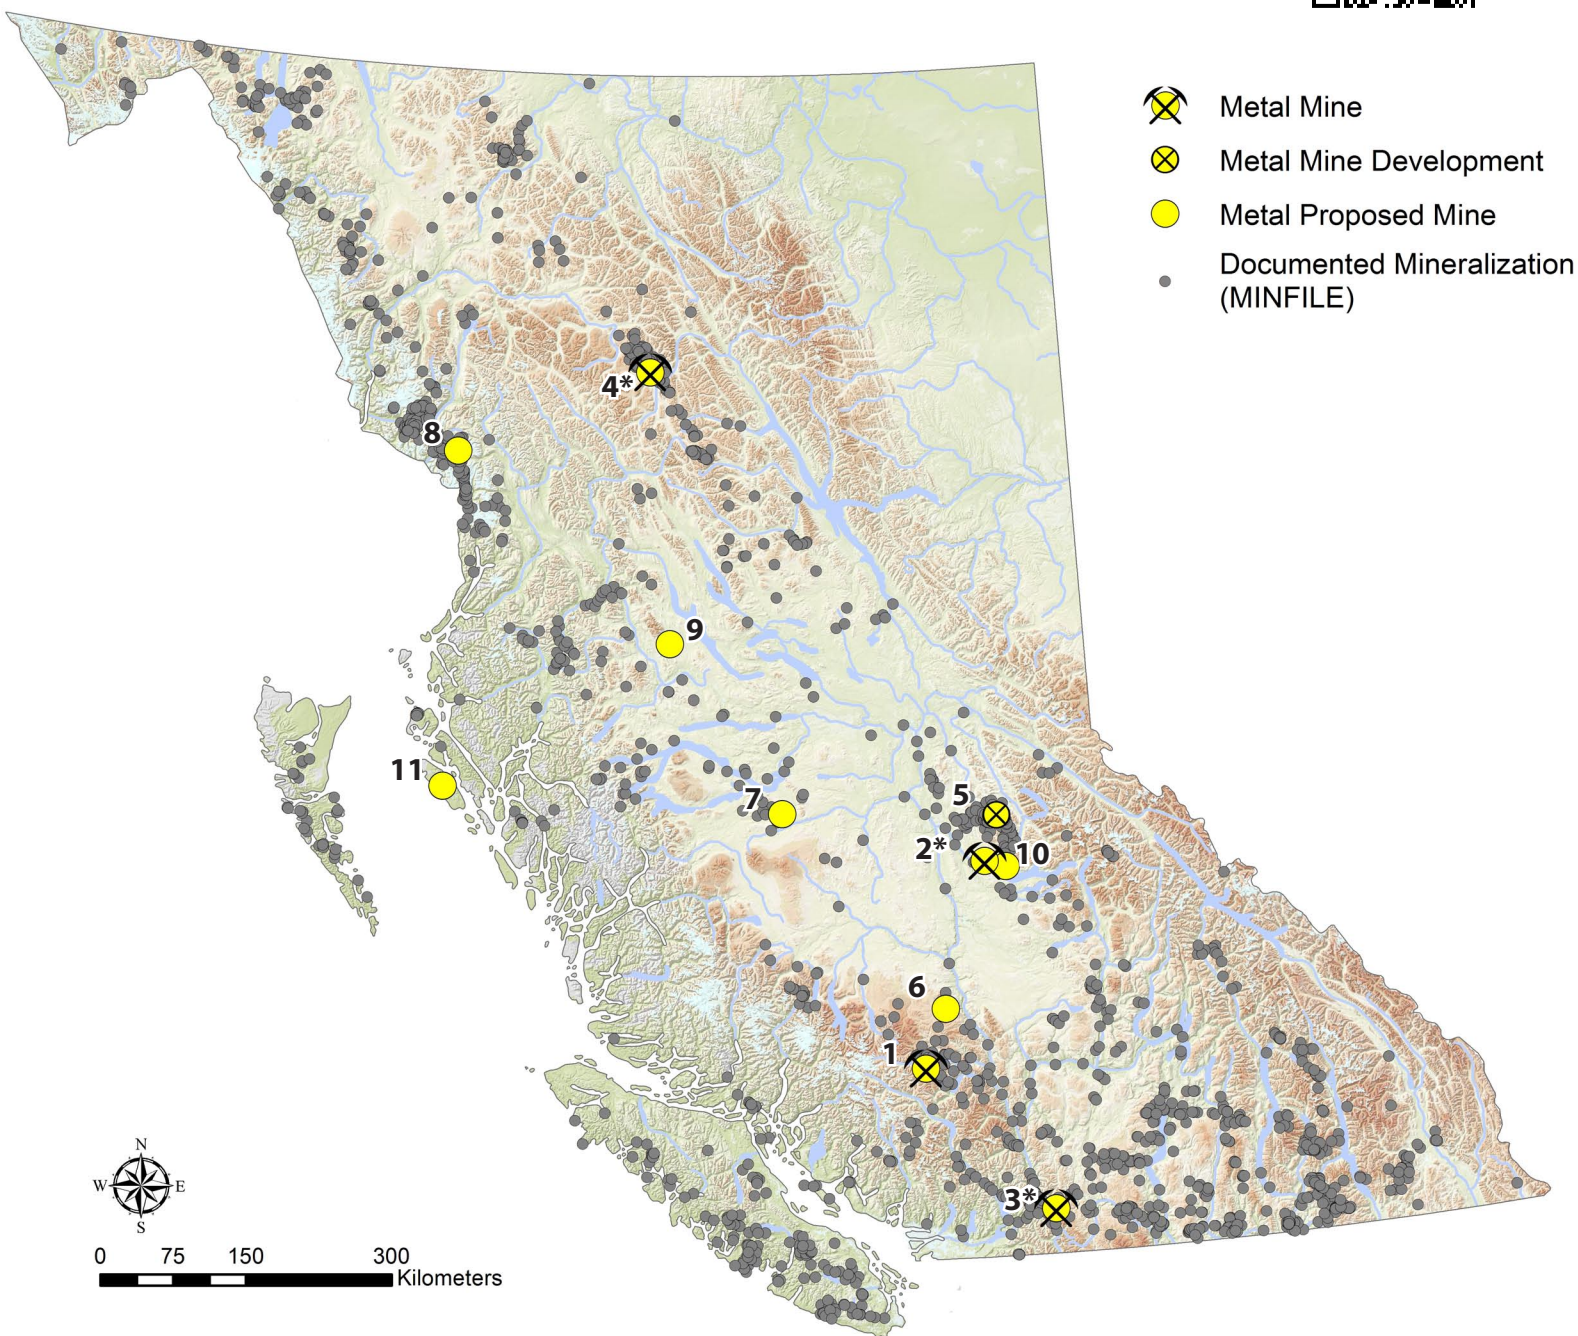 Metal Mine
Metal Mine Development
Metal Proposed Mine
Documented Mineralization
(MINFILE)
4*
8
9
11
7
5
2*
10
6
1
3*
N
W
E
S
0 75 150 300
Kilometers